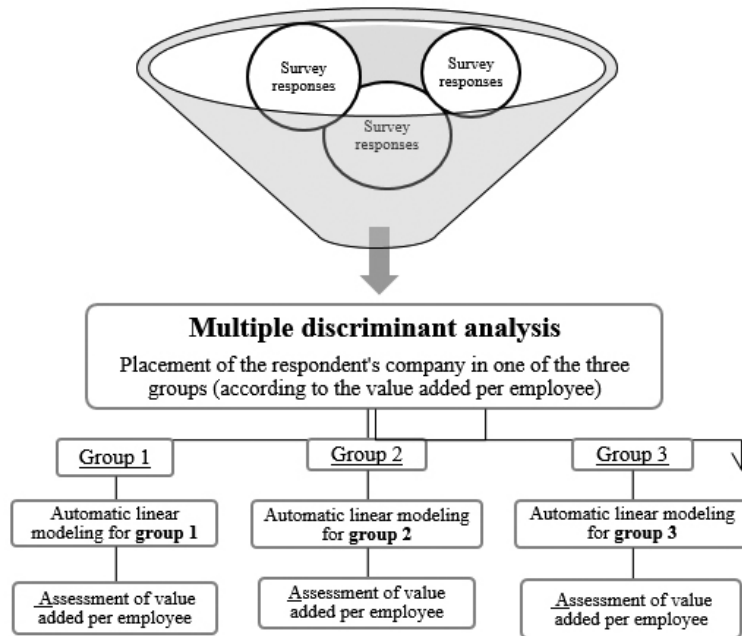 Survey
responses
Survey
responses
Survey
responses
Multiple discriminant analysis
Placement of the respondent's company in one of the three
groups (according to the value added per employee)
Group 1
Group 2
Group 3
Automatic linear
modeling for group 1
Automatic linear modeling
for group 2
Automatic linear modeling
for group 3
Assessment of value
added per employee
Assessment of value
added per employee
Assessment of value
added per employee